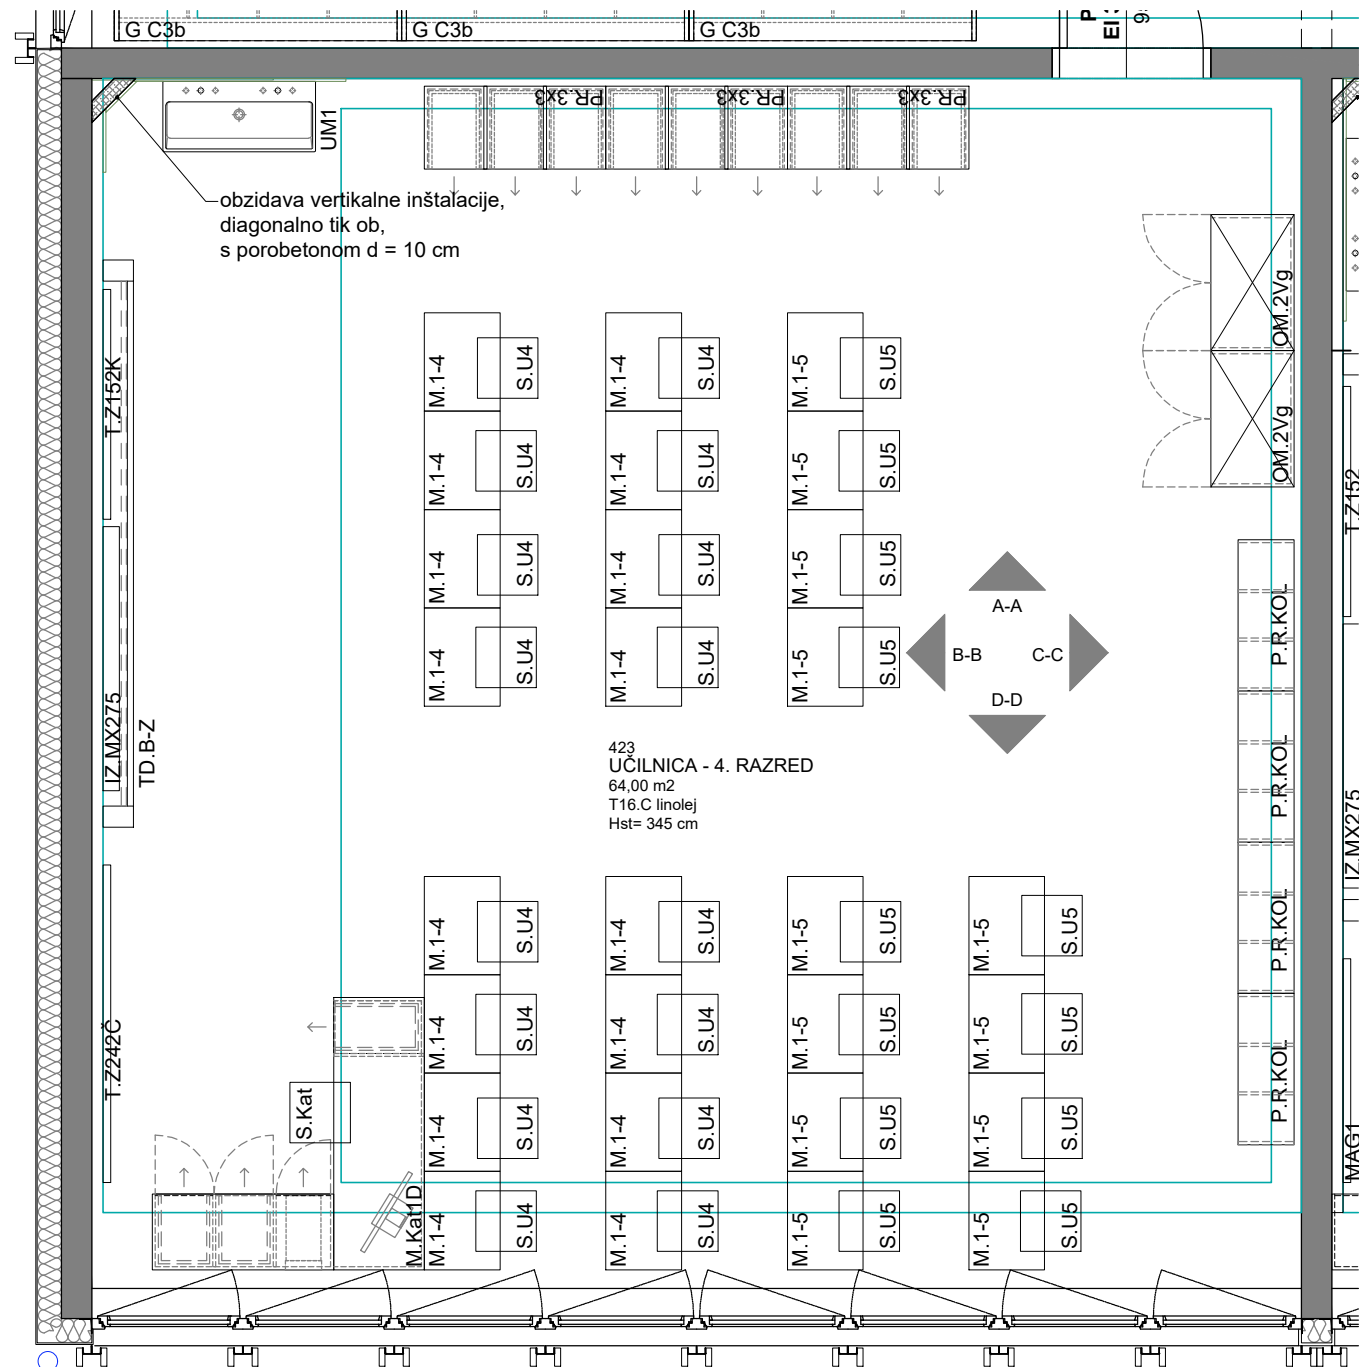 G C3b
G C3b
G C3b
UM1
PR.3x3
PR.3x3
PR.3x3
obzidava vertikalne inštalacije,
diagonalno tik ob,
s porobetonom d = 10 cm
OM.2Vg
OM.2Vg
T.Z152K
IZ.MX275
TD.B-Z
T.Z242Č
M.1-4
S.U4
M.1-4
S.U4
M.1-5
S.U5
M.1-4
S.U4
M.1-4
S.U4
M.1-5
S.U5
M.1-4
S.U4
M.1-4
S.U4
M.1-5
S.U5
M.1-4
S.U4
M.1-4
S.U4
M.1-5
S.U5
A-A
B-B
C-C
D-D
P.R.KOL
P.R.KOL
P.R.KOL
P.R.KOL
T.Z152
IZ.MX275
MAG1
423
UČILNICA - 4. RAZRED
64,00 m2
T16.C linolej
Hst= 345 cm
M.1-4
S.U4
M.1-4
S.U4
M.1-5
S.U5
M.1-5
S.U5
M.1-4
S.U4
M.1-4
S.U4
M.1-5
S.U5
M.1-5
S.U5
S.Kat
M.1-4
S.U4
M.1-4
S.U4
M.1-5
S.U5
M.1-5
S.U5
M.Kat1D
M.1-4
S.U4
M.1-4
S.U4
M.1-5
S.U5
M.1-5
S.U5